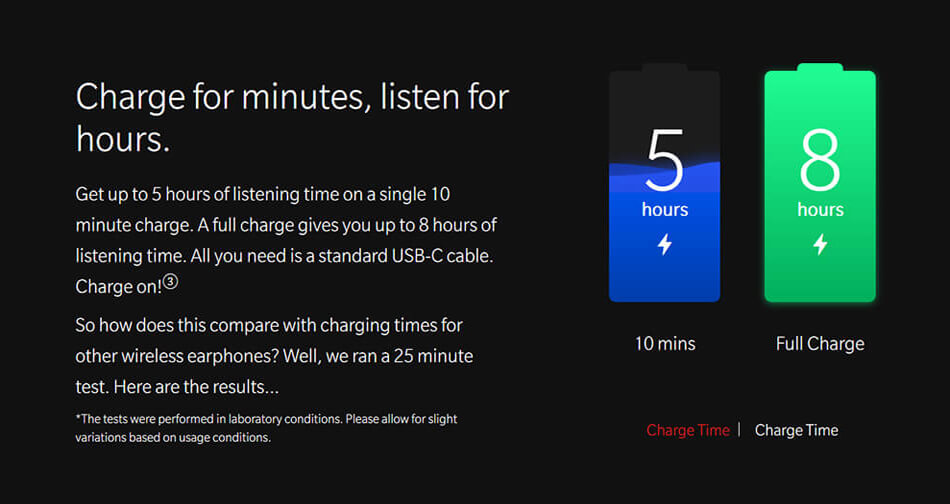 Charge for minutes, listen for
hours.
Get up to 5 hours of listening time on a single 10
minute charge. A full charge gives you up to 8 hours of
listening time. All you need is a standard USB-C cable.
Charge on!③
So how does this compare with charging times for
other wireless earphones? Well, we ran a 25 minute
test. Here are the results...
*The tests were performed in laboratory conditions. Please allow for slight
variations based on usage conditions.
5
hours
10 mins
8
hours
Full Charge
Charge Time | Charge Time